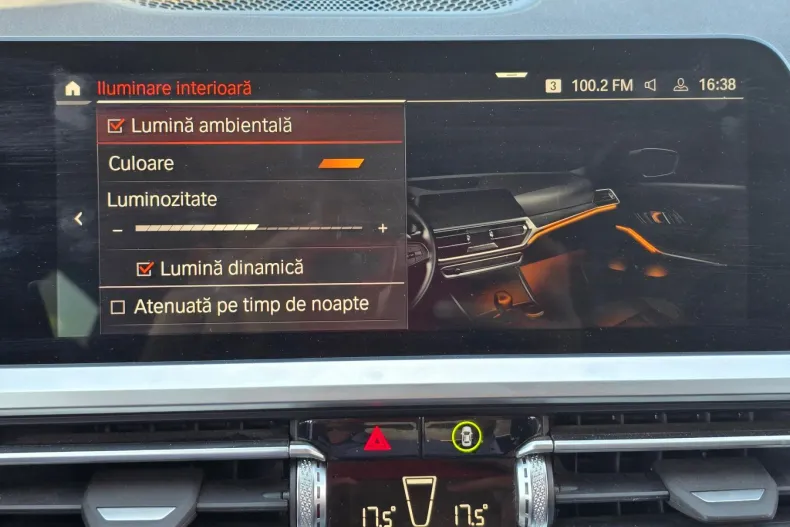 Iluminare interioară
3 100.2 FM 16:38
Lumină ambientală
Culoare
Luminozitate
− +
Lumină dinamică
Atenuată pe timp de noapte
17.5° 17.5°